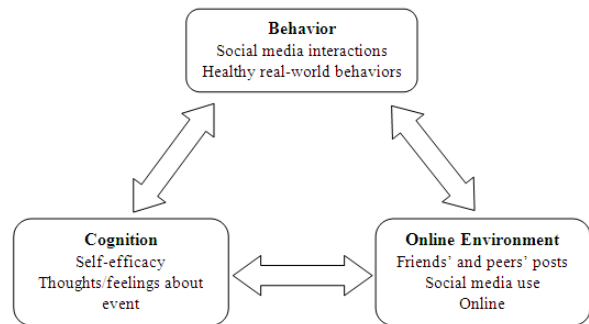 Behavior
Social media interactions
Healthy real-world behaviors
Cognition
Self-efficacy
Thoughts/feelings about
event
Online Environment
Friends’ and peers’ posts
Social media use
Online